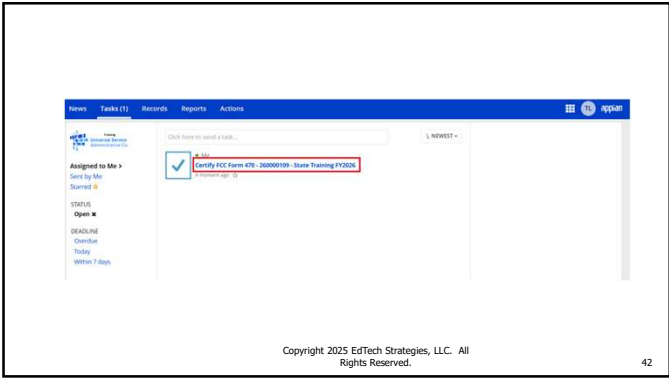 News Tasks (1) Records Reports Actions TL appian
Training
Universal Service
Administrative Co.
Click here to send a task...
NEWEST
Me
Certify FCC Form 470 - 260000109 - State Training FY2026
A moment ago
Assigned to Me >
Sent by Me
Starred
STATUS
Open ✖
DEADLINE
Overdue
Today
Within 7 days
Copyright 2025 EdTech Strategies, LLC. All
Rights Reserved.
42